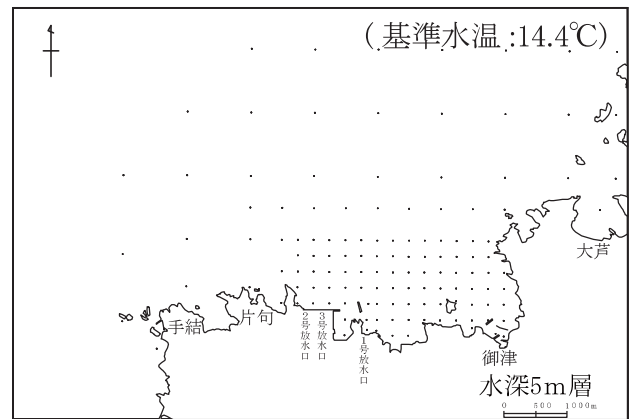 (基準水温:14.4℃)
大芦
片句
手結
2号放水口
3号放水口
1号放水口
御津
水深5m層
0 500 1000m